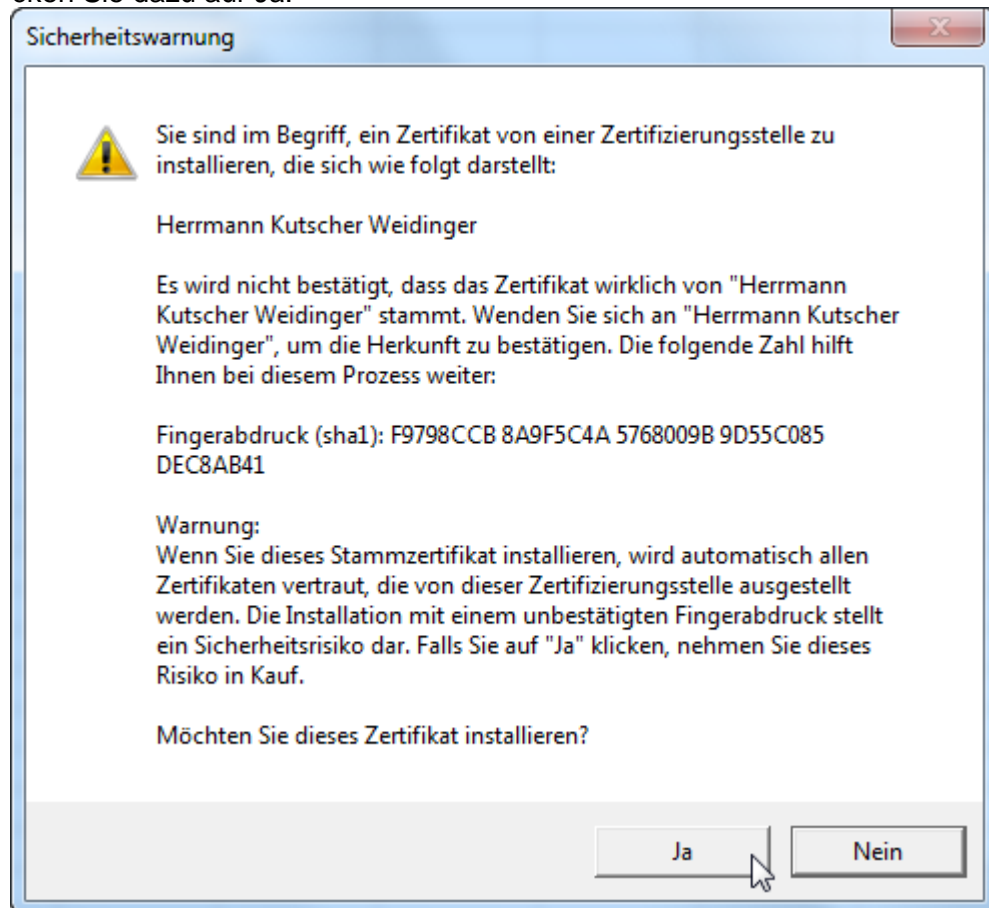 cken Sie dazu auf Ja.
Sicherheitswarnung
Sie sind im Begriff, ein Zertifikat von einer Zertifizierungsstelle zu
installieren, die sich wie folgt darstellt:
Herrmann Kutscher Weidinger
Es wird nicht bestätigt, dass das Zertifikat wirklich von "Herrmann
Kutscher Weidinger" stammt. Wenden Sie sich an "Herrmann Kutscher
Weidinger", um die Herkunft zu bestätigen. Die folgende Zahl hilft
Ihnen bei diesem Prozess weiter:
Fingerabdruck (sha1): F9798CCB 8A9F5C4A 5768009B 9D55C085
DEC8AB41
Warnung:
Wenn Sie dieses Stammzertifikat installieren, wird automatisch allen
Zertifikaten vertraut, die von dieser Zertifizierungsstelle ausgestellt
werden. Die Installation mit einem unbestätigten Fingerabdruck stellt
ein Sicherheitsrisiko dar. Falls Sie auf "Ja" klicken, nehmen Sie dieses
Risiko in Kauf.
Möchten Sie dieses Zertifikat installieren?
Ja Nein